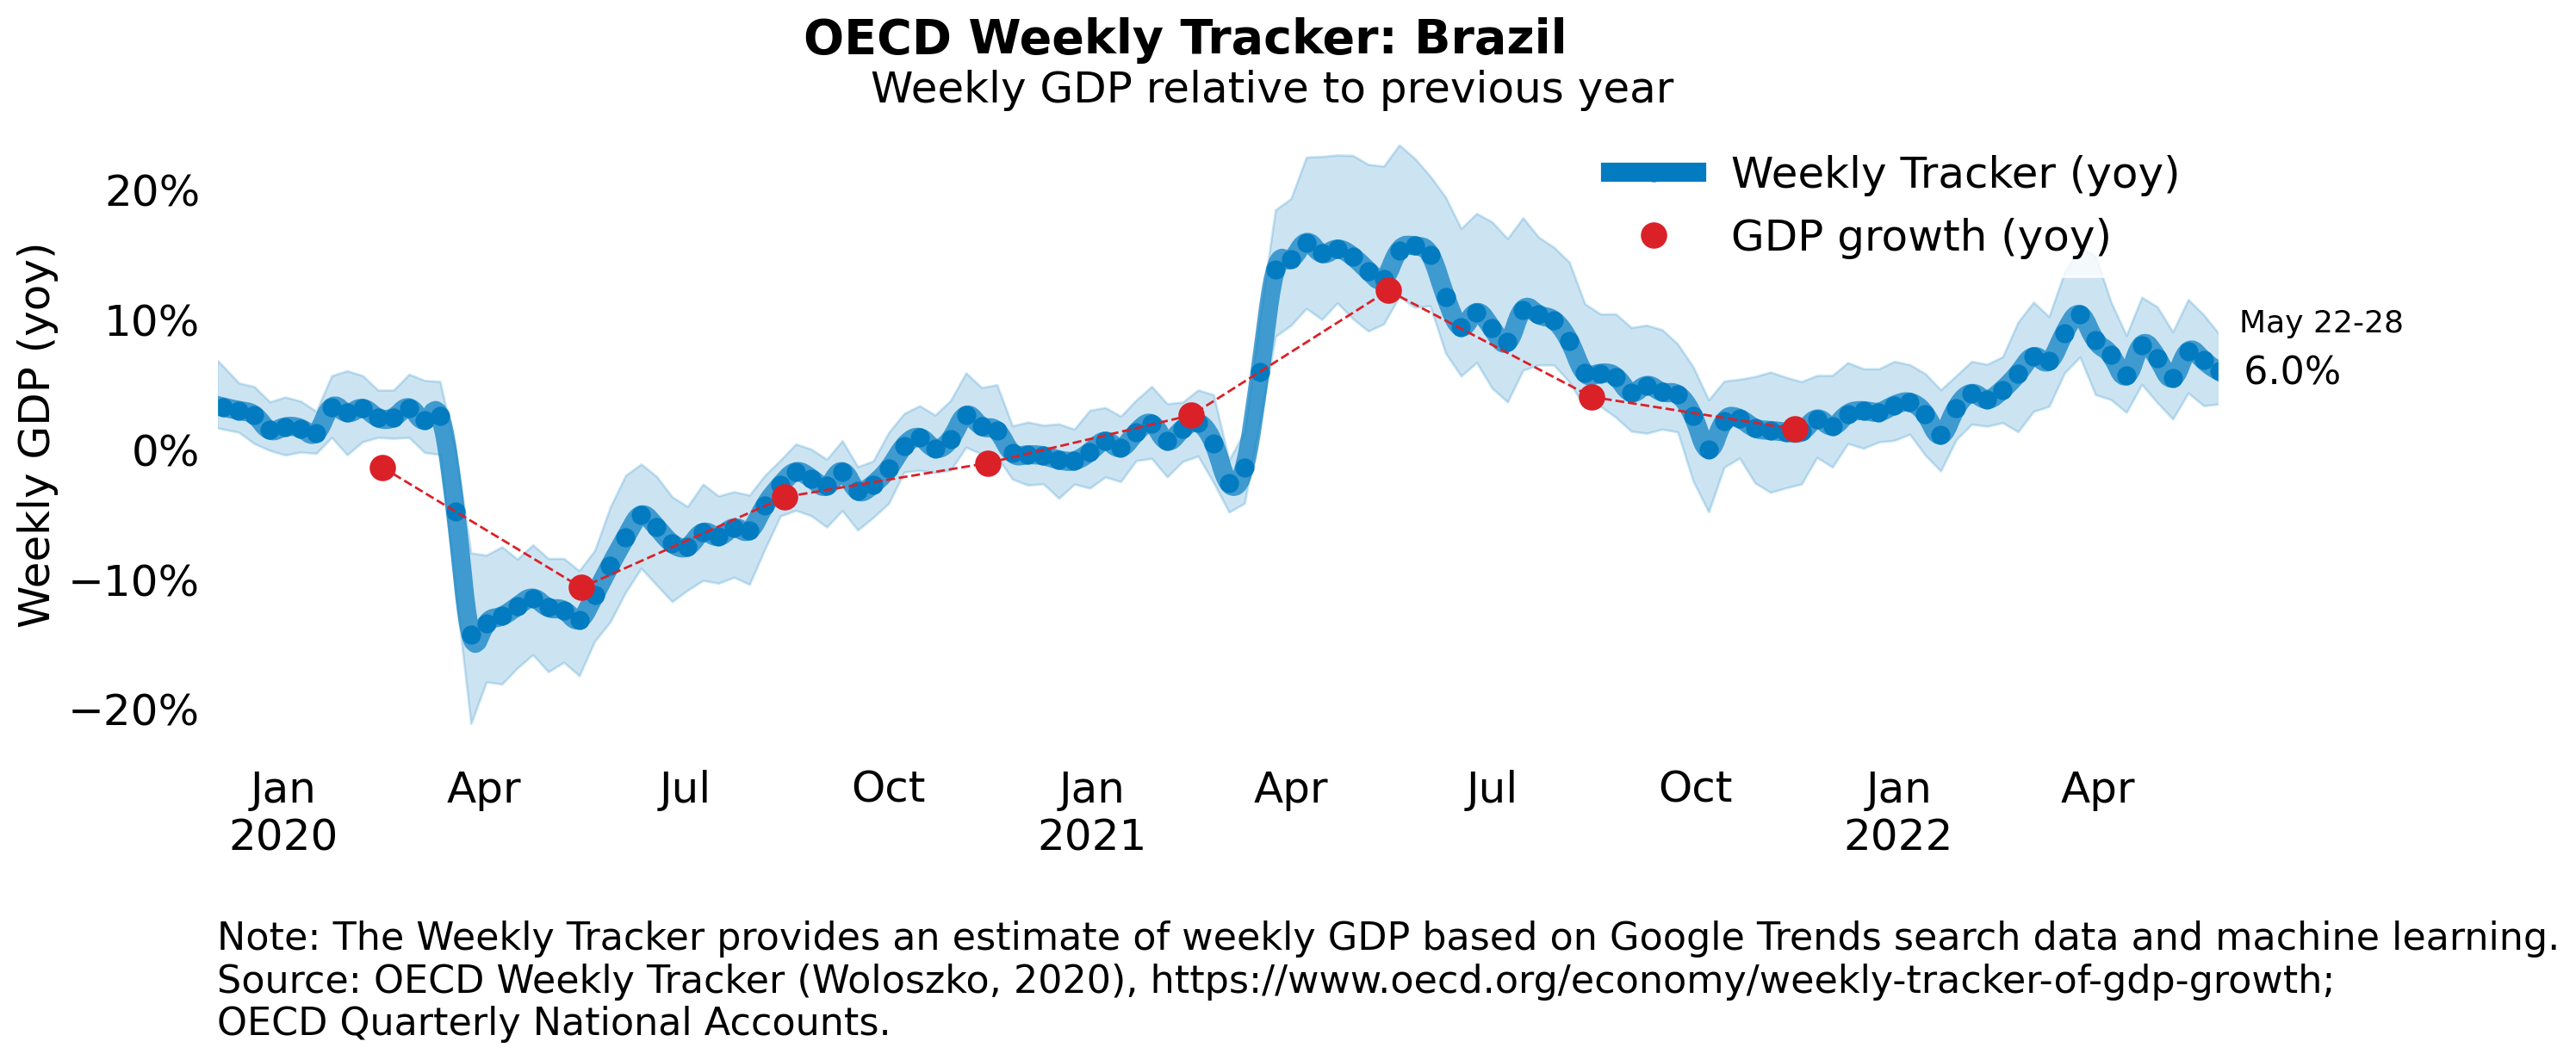 OECD Weekly Tracker: Brazil
Weekly GDP relative to previous year
Weekly Tracker (yoy)
GDP growth (yoy)
Weekly GDP (yoy)
20%
10%
0%
−10%
−20%
May 22-28
6.0%
Jan Apr Jul Oct Jan Apr Jul Oct Jan Apr
2020 2021 2022
Note: The Weekly Tracker provides an estimate of weekly GDP based on Google Trends search data and machine learning.
Source: OECD Weekly Tracker (Woloszko, 2020), https://www.oecd.org/economy/weekly-tracker-of-gdp-growth;
OECD Quarterly National Accounts.